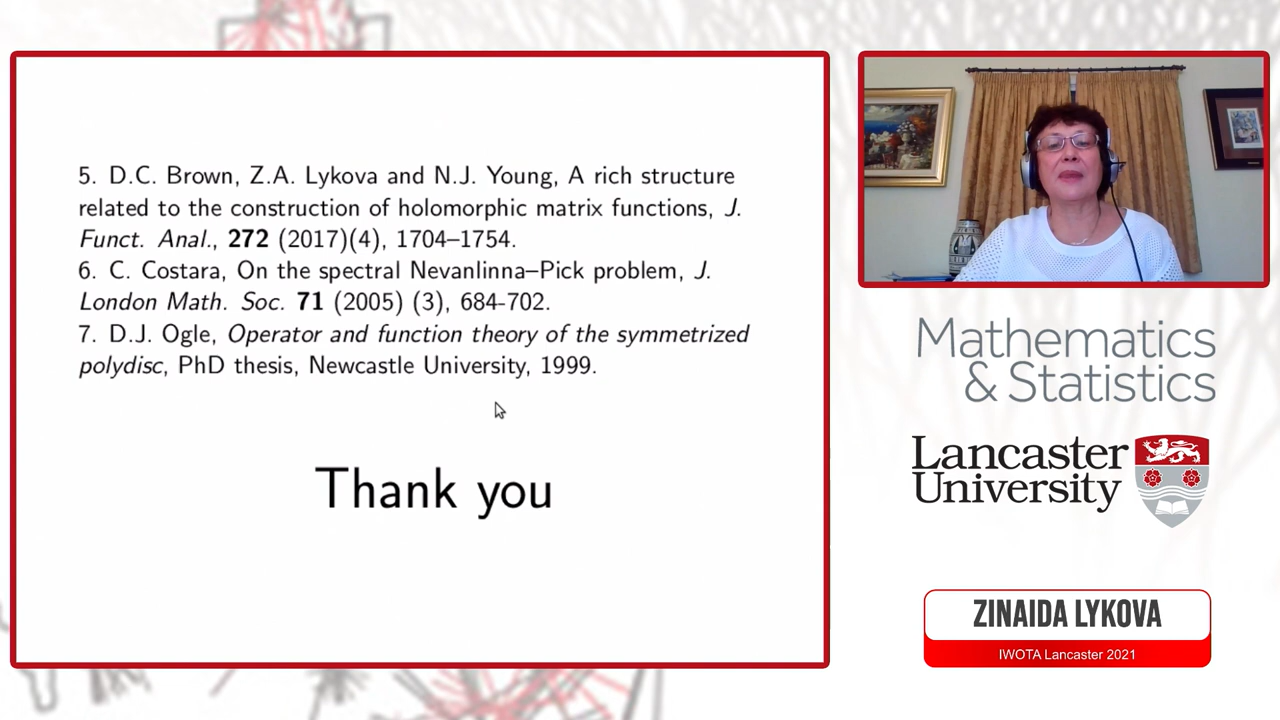 5. D.C. Brown, Z.A. Lykova and N.J. Young, A rich structure
related to the construction of holomorphic matrix functions, J.
Funct. Anal., 272 (2017)(4), 1704–1754.
6. C. Costara, On the spectral Nevanlinna–Pick problem, J.
London Math. Soc. 71 (2005) (3), 684-702.
7. D.J. Ogle, Operator and function theory of the symmetrized
polydisc, PhD thesis, Newcastle University, 1999.
Thank you
Mathematics
& Statistics
Lancaster
University
ZINAIDA LYKOVA
IWOTA Lancaster 2021